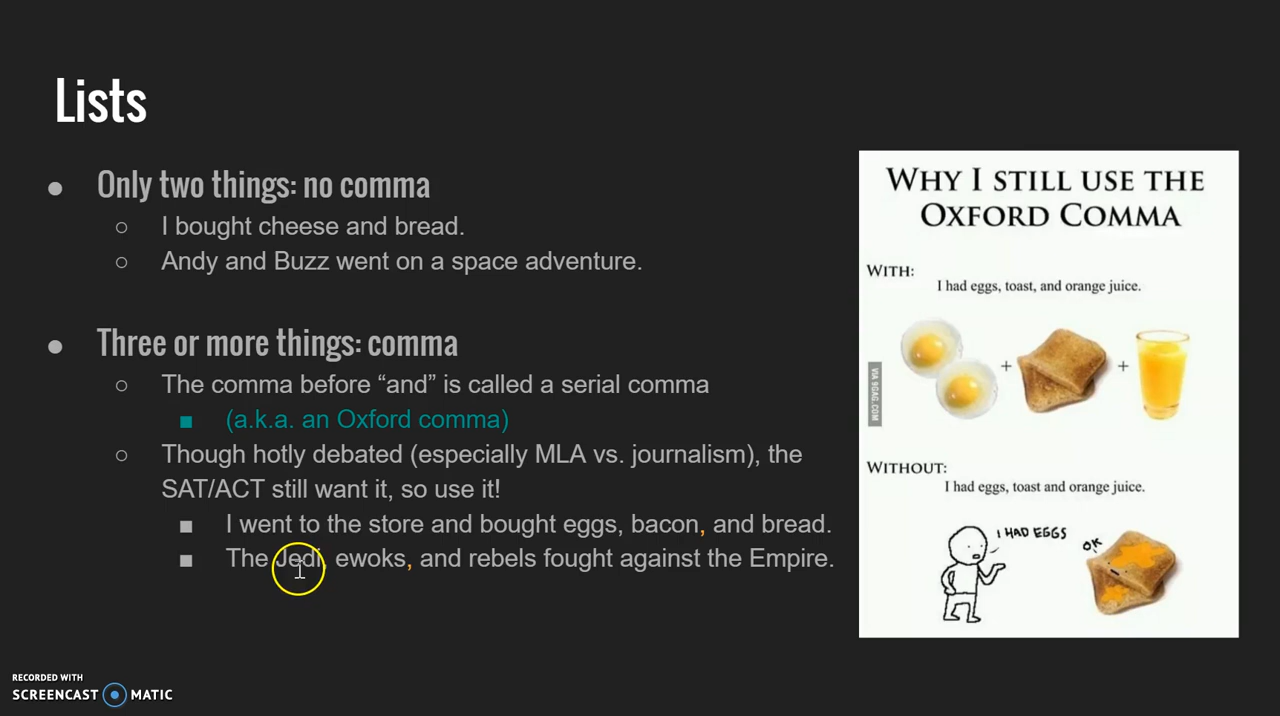 Lists
● Only two things: no comma
○ I bought cheese and bread.
○ Andy and Buzz went on a space adventure.
● Three or more things: comma
○ The comma before “and” is called a serial comma
■ (a.k.a. an Oxford comma)
○ Though hotly debated (especially MLA vs. journalism), the
SAT/ACT still want it, so use it!
■ I went to the store and bought eggs, bacon, and bread.
■ The Jedi, ewoks, and rebels fought against the Empire.
WHY I STILL USE THE
OXFORD COMMA
WITH:
I had eggs, toast, and orange juice.
+ +
VIA 9GAG.COM
WITHOUT:
I had eggs, toast and orange juice.
I HAD EGGS
OK
RECORDED WITH
SCREENCAST MATIC